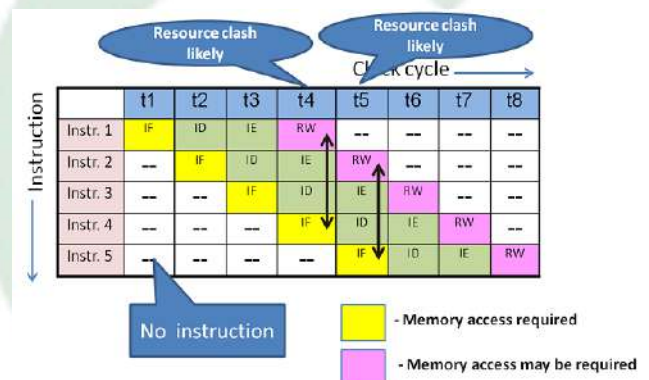 Resource clash
likely
Resource clash
likely
Clock cycle
Instruction
t1 t2 t3 t4 t5 t6 t7 t8
Instr. 1 IF ID IE RW -- -- -- --
Instr. 2 -- IF ID IE RW -- -- --
Instr. 3 -- -- IF ID IE RW -- --
Instr. 4 -- -- -- IF ID IE RW --
Instr. 5 -- -- -- -- IF ID IE RW
No instruction
- Memory access required
- Memory access may be required